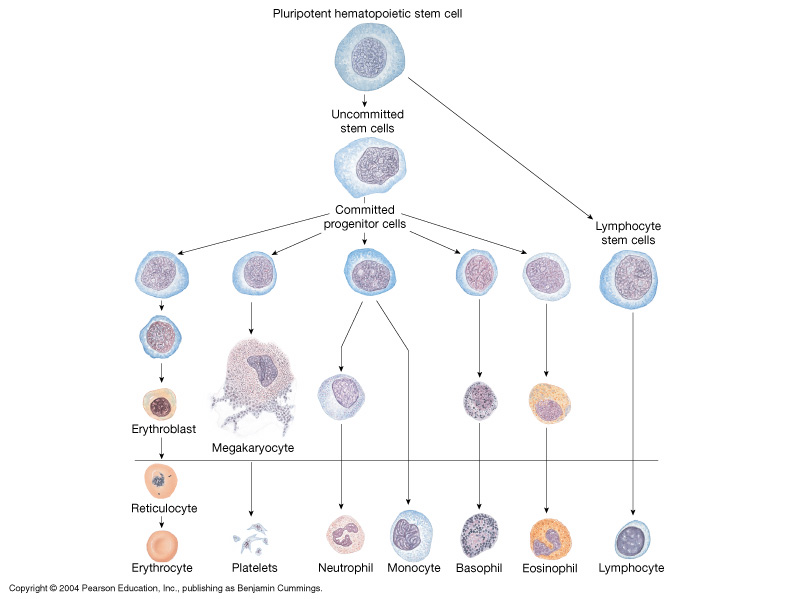 Pluripotent hematopoietic stem cell
Uncommitted
stem cells
Committed
progenitor cells
Lymphocyte
stem cells
Erythroblast
Megakaryocyte
Reticulocyte
Erythrocyte
Platelets
Neutrophil
Monocyte
Basophil
Eosinophil
Lymphocyte
Copyright © 2004 Pearson Education, Inc., publishing as Benjamin Cummings.